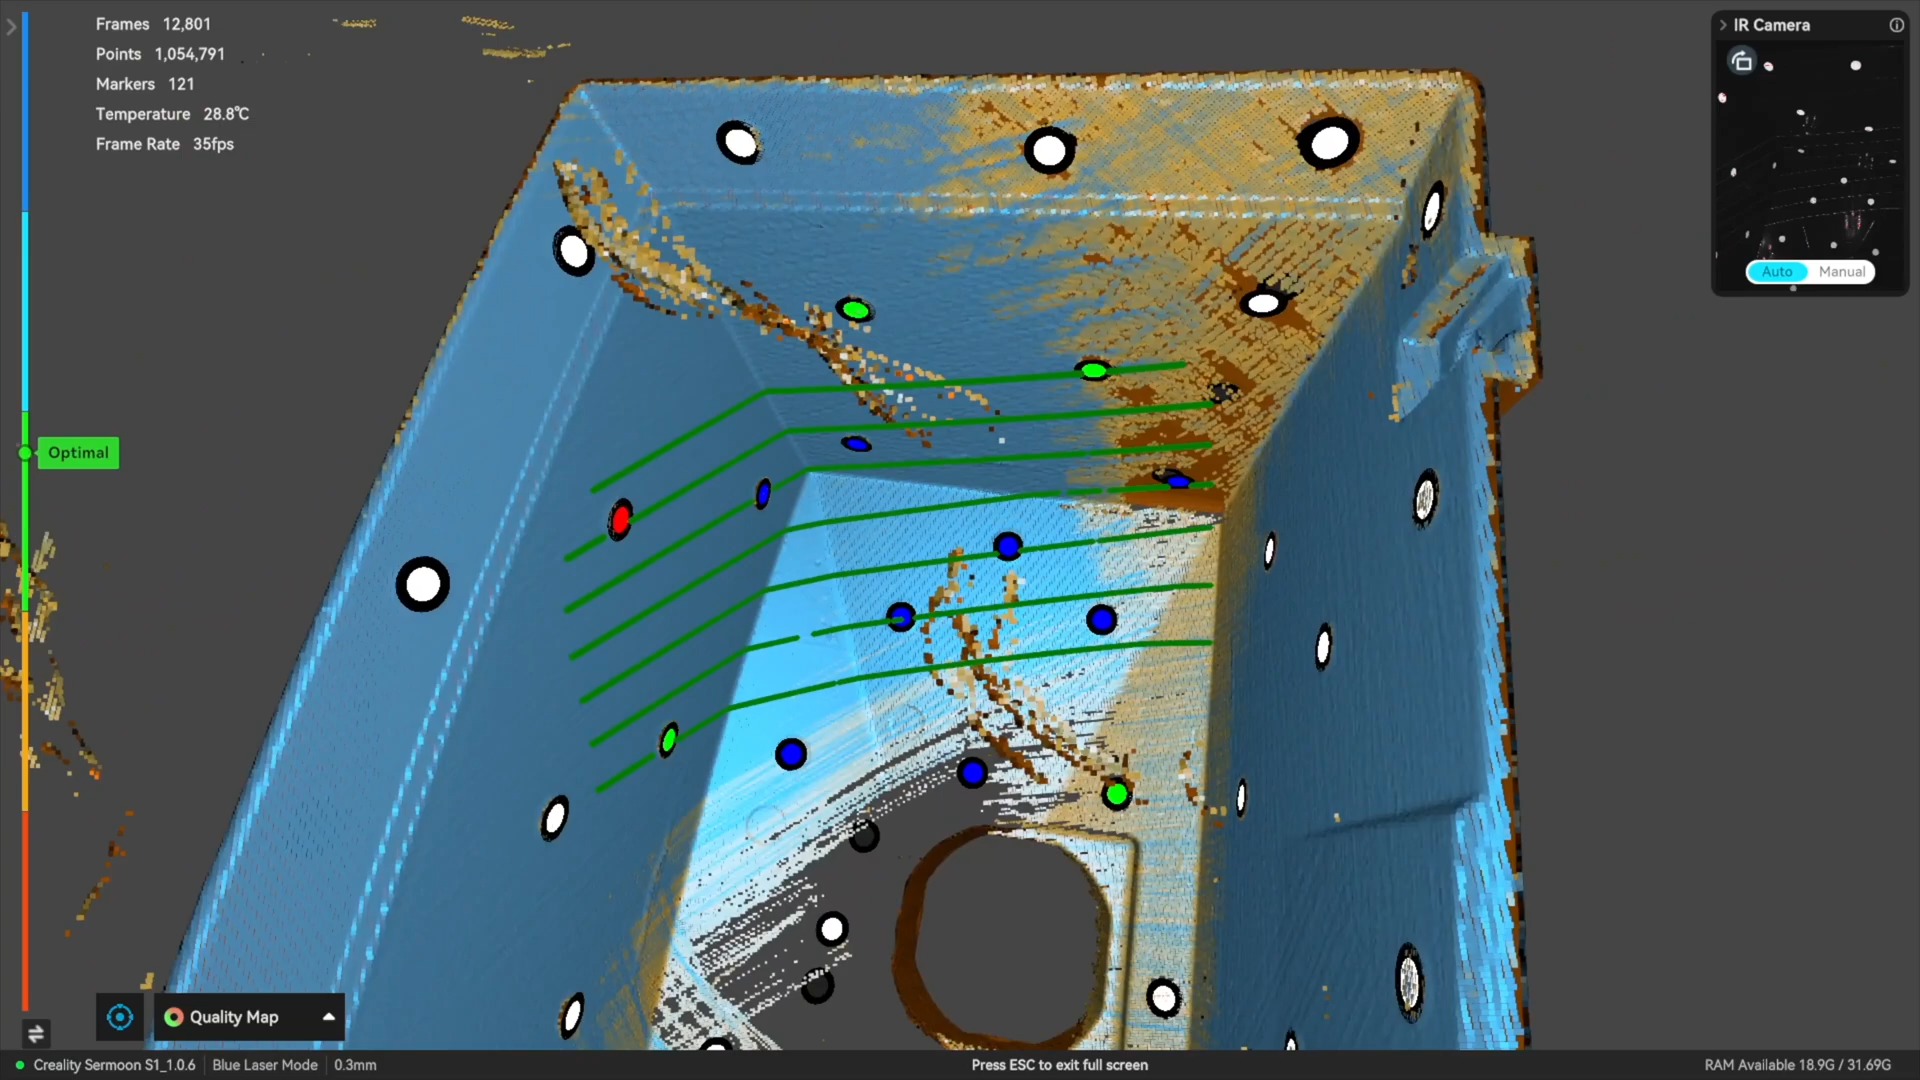 Frames 12,801
Points 1,054,791
Markers 121
Temperature 28.8℃
Frame Rate 35fps
IR Camera
Auto Manual
Optimal
Quality Map
Creality Sermoon S1_1.0.6 Blue Laser Mode 0.3mm
Press ESC to exit full screen
RAM Available 18.9G / 31.69G